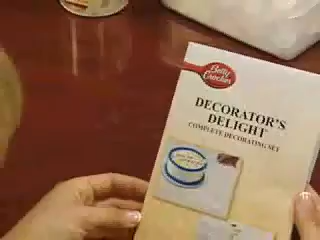 Betty
Crocker
DECORATOR'S
DELIGHT
COMPLETE DECORATING SET